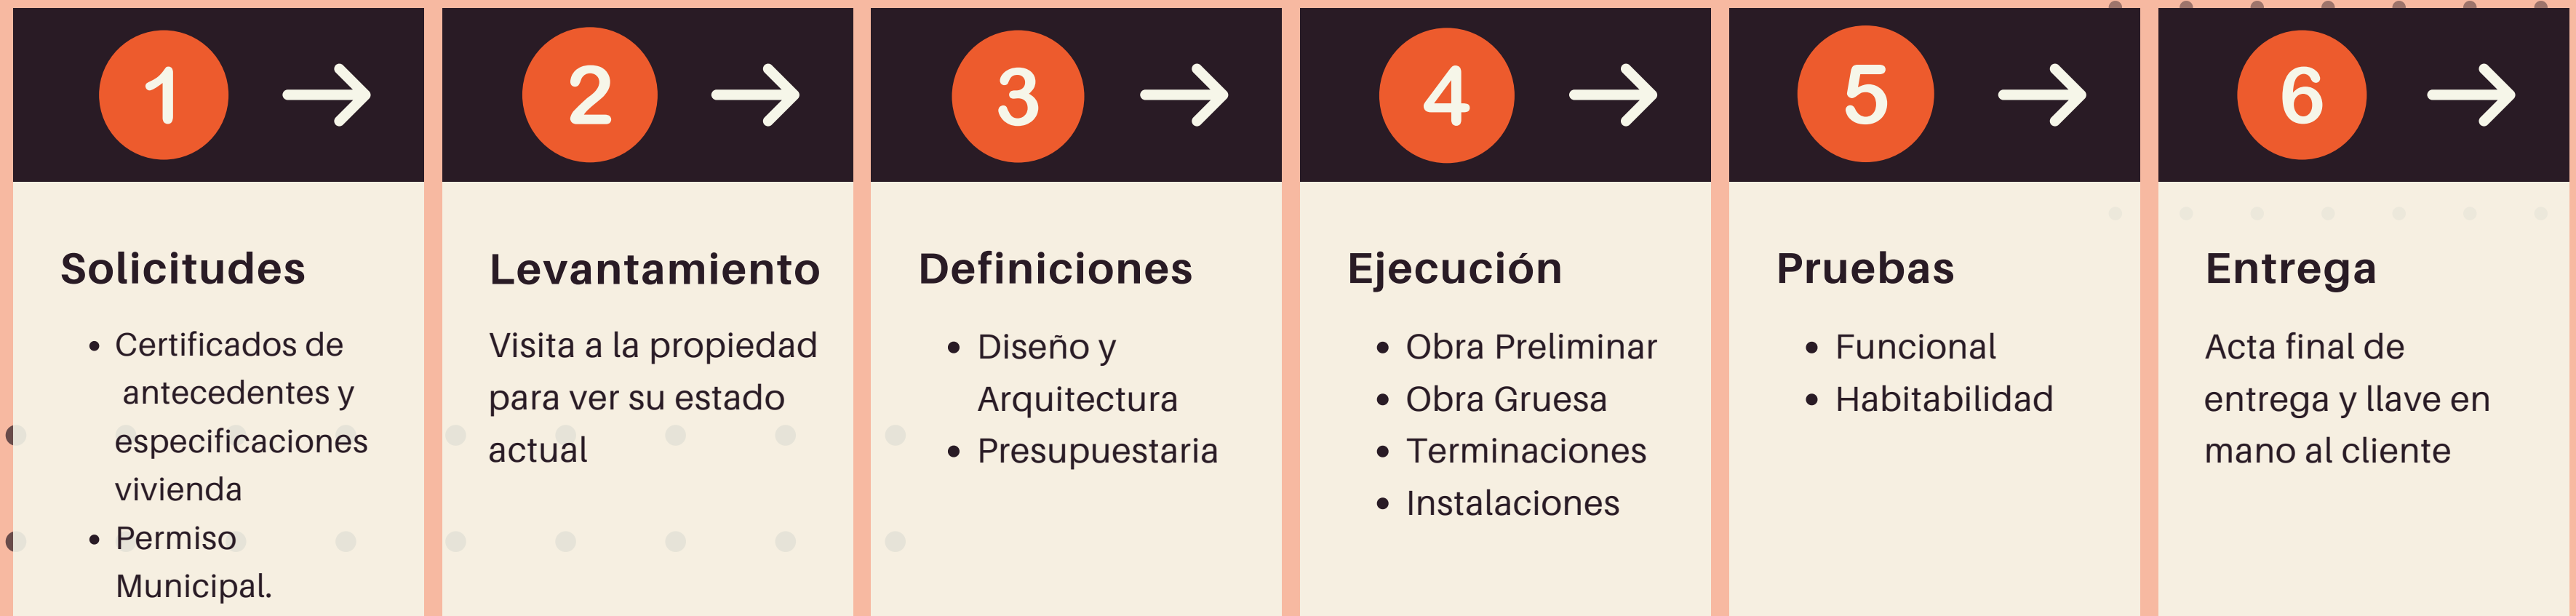 1
Solicitudes
• Certificados de
antecedentes y
especificaciones
vivienda
• Permiso
Municipal.
2
Levantamiento
Visita a la propiedad
para ver su estado
actual
3
Definiciones
• Diseño y
Arquitectura
• Presupuestaria
4
Ejecución
• Obra Preliminar
• Obra Gruesa
• Terminaciones
• Instalaciones
5
Pruebas
• Funcional
• Habitabilidad
6
Entrega
Acta final de
entrega y llave en
mano al cliente